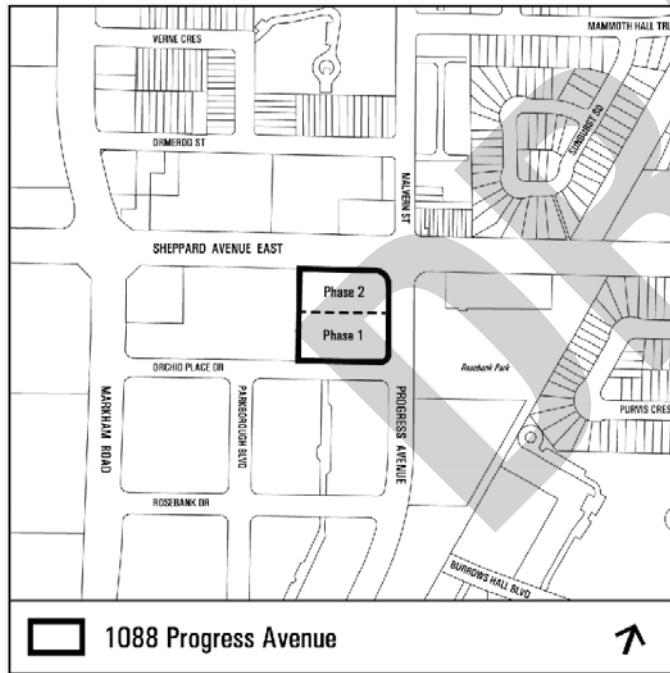 MAMMOTH HALL TRL
VERNE CRES
SUNBURST SQ
ORMEROD ST
MALVERN ST
SHEPPARD AVENUE EAST
Phase 2
Phase 1
ORCHID PLACE DR
Rosebank Park
MARKHAM ROAD
PARKBOROUGH BLVD
PROGRESS AVENUE
PURVIS CRES
ROSEBANK DR
BURROWS HALL BLVD
1088 Progress Avenue